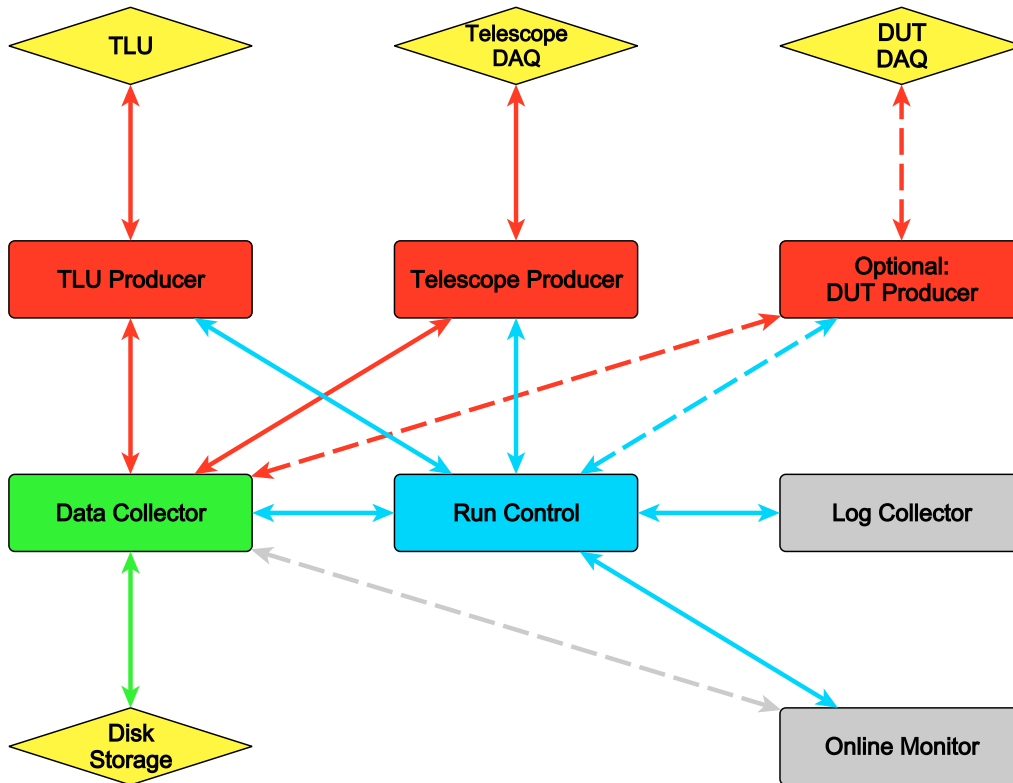 TLU
Telescope
DAQ
DUT
DAQ
TLU Producer
Telescope Producer
Optional:
DUT Producer
Data Collector
Run Control
Log Collector
Disk
Storage
Online Monitor